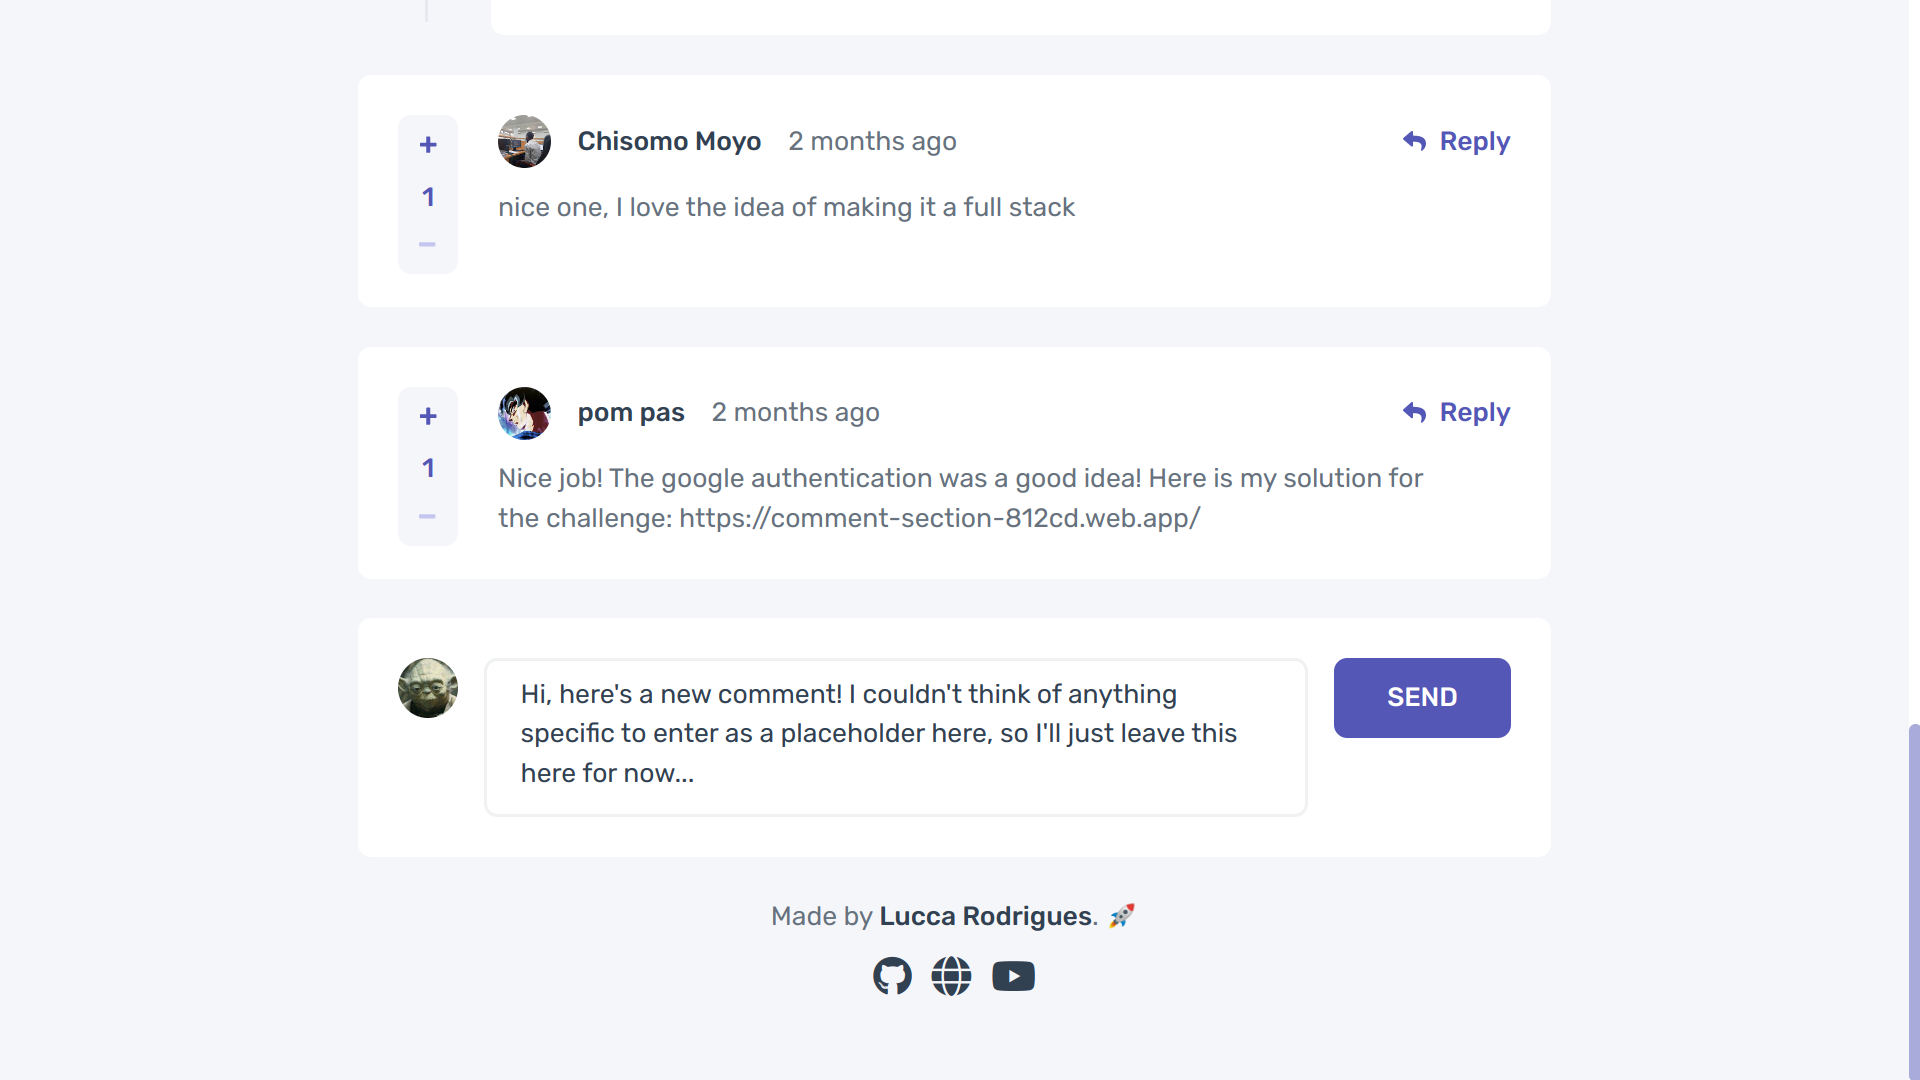 +
1
−
Chisomo Moyo 2 months ago
Reply
nice one, I love the idea of making it a full stack
+
1
−
pom pas 2 months ago
Reply
Nice job! The google authentication was a good idea! Here is my solution for
the challenge: https://comment-section-812cd.web.app/
Hi, here's a new comment! I couldn't think of anything
specific to enter as a placeholder here, so I'll just leave this
here for now...
SEND
Made by Lucca Rodrigues. 🚀